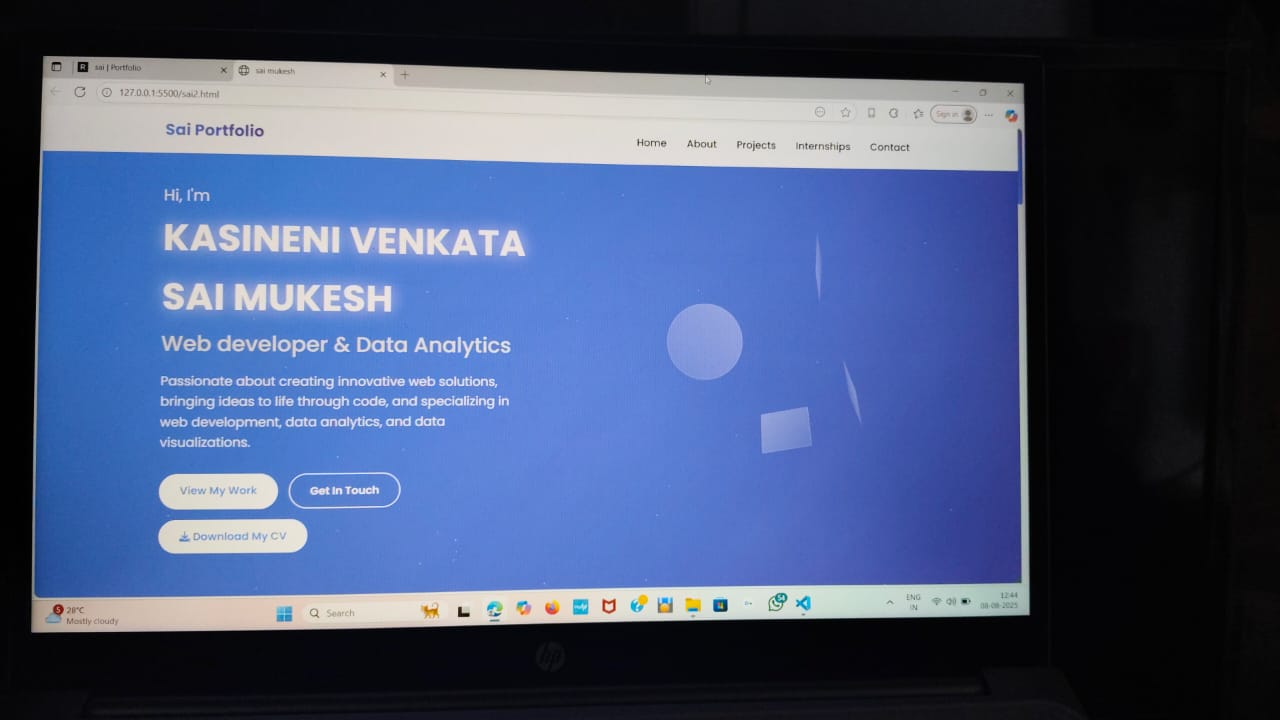 sai | Portfolio
sai mukesh
127.0.0.1:5500/sai2.html
Sign in
Sai Portfolio
Home About Projects Internships Contact
Hi, I'm
KASINENI VENKATA
SAI MUKESH
Web developer & Data Analytics
Passionate about creating innovative web solutions,
bringing ideas to life through code, and specializing in
web development, data analytics, and data
visualizations.
View My Work
Get In Touch
Download My CV
5
28°C
Mostly cloudy
Search
54
ENG
IN
12:44
08-08-2025
hp